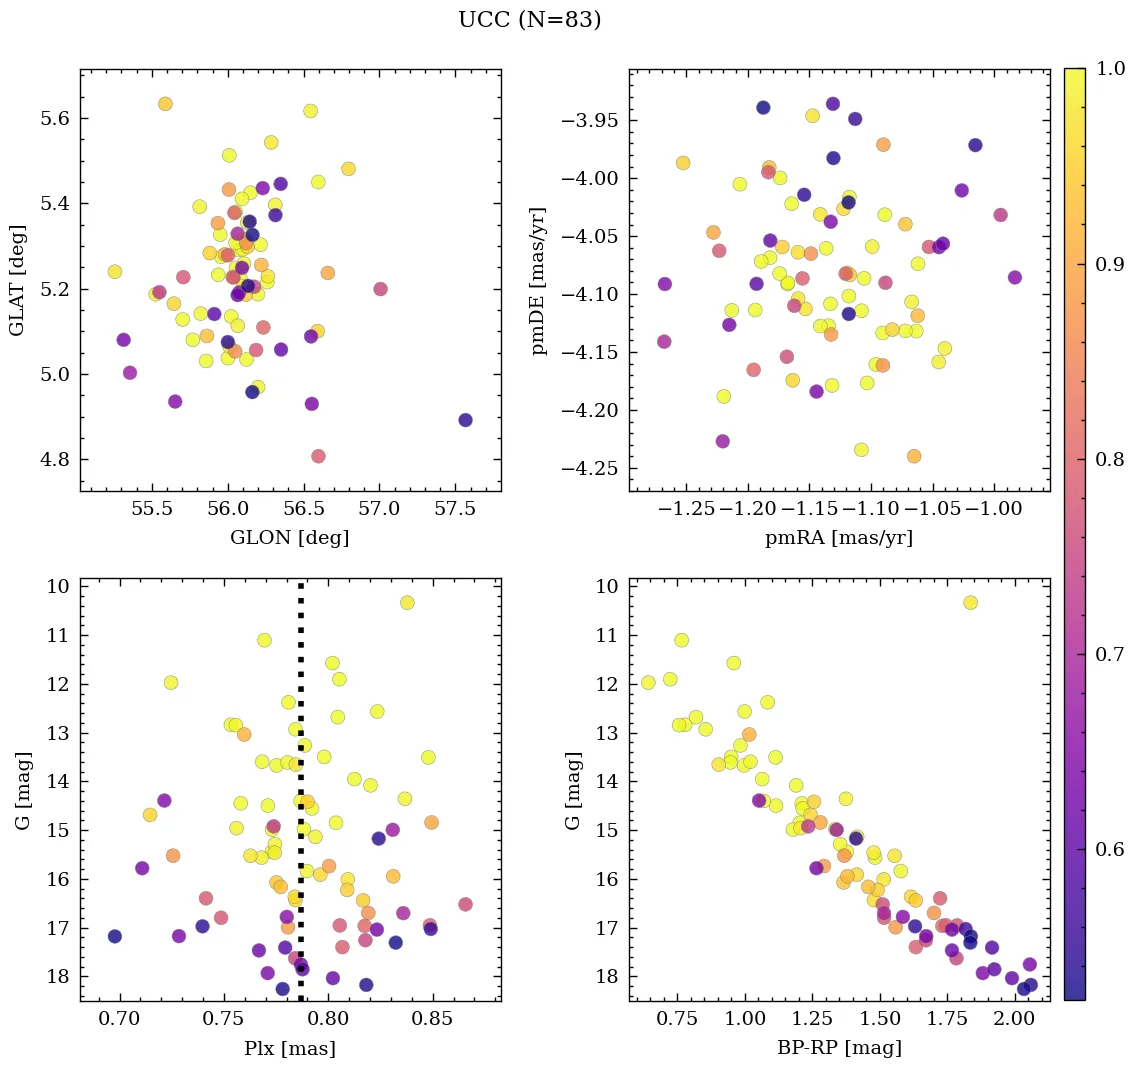 UCC (N=83)
5.6
5.4
5.2
5.0
4.8
GLAT [deg]
55.5 56.0 56.5 57.0 57.5
GLON [deg]
−3.95
−4.00
−4.05
−4.10
−4.15
−4.20
−4.25
pmDE [mas/yr]
−1.25 −1.20 −1.15 −1.10 −1.05 −1.00
pmRA [mas/yr]
1.0
0.9
0.8
0.7
0.6
10
11
12
13
14
15
16
17
18
G [mag]
0.70 0.75 0.80 0.85
Plx [mas]
10
11
12
13
14
15
16
17
18
G [mag]
0.75 1.00 1.25 1.50 1.75 2.00
BP-RP [mag]